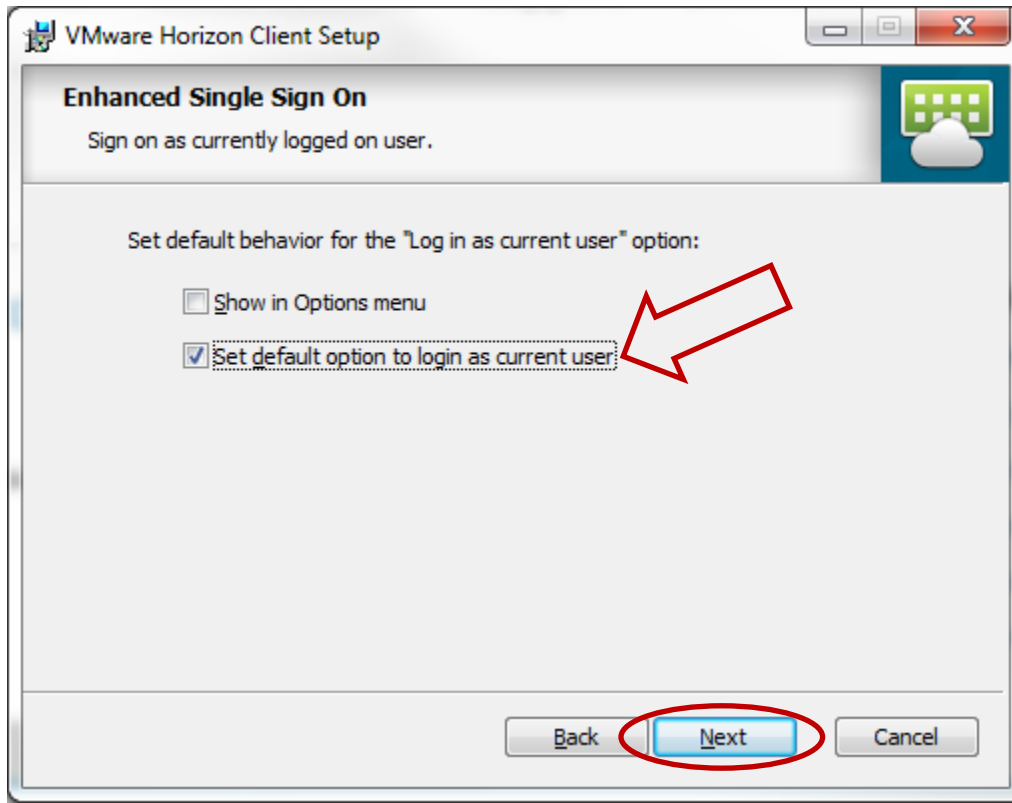 VMware Horizon Client Setup
Enhanced Single Sign On
Sign on as currently logged on user.
Set default behavior for the "Log in as current user" option:
Show in Options menu
Set default option to login as current user
Back Next Cancel